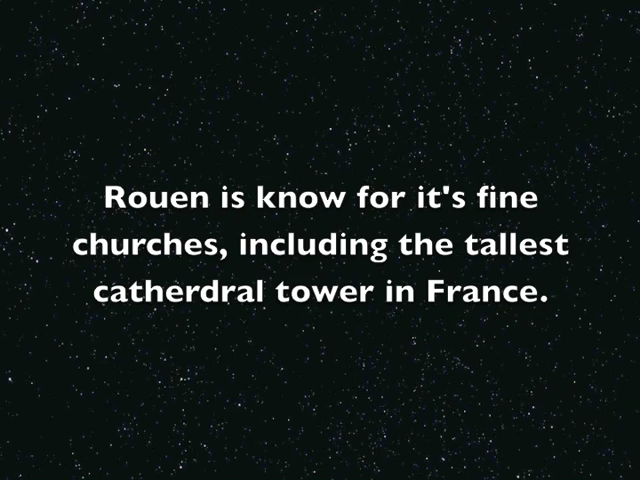 Rouen is know for it's fine
churches, including the tallest
catherdral tower in France.